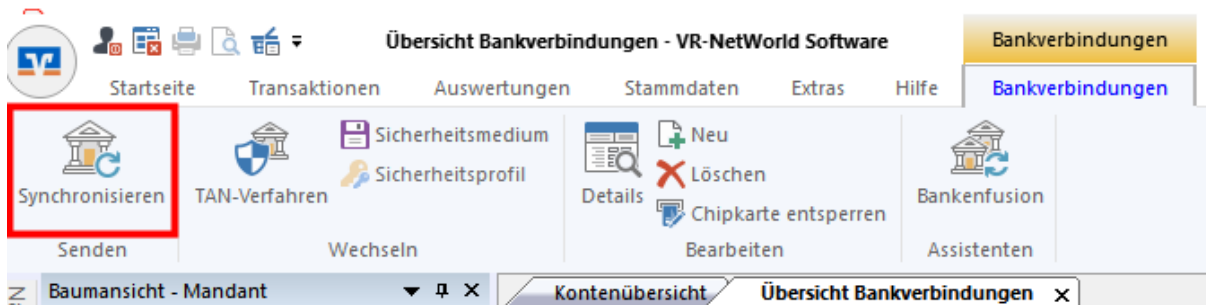 Übersicht Bankverbindungen - VR-NetWorld Software
Bankverbindungen
Startseite Transaktionen Auswertungen Stammdaten Extras Hilfe Bankverbindungen
Synchronisieren
Senden
TAN-Verfahren
Sicherheitsmedium
Sicherheitsprofil
Wechseln
Details
Neu
Löschen
Chipkarte entsperren
Bearbeiten
Bankenfusion
Assistenten
Baumansicht - Mandant
Kontenübersicht
Übersicht Bankverbindungen